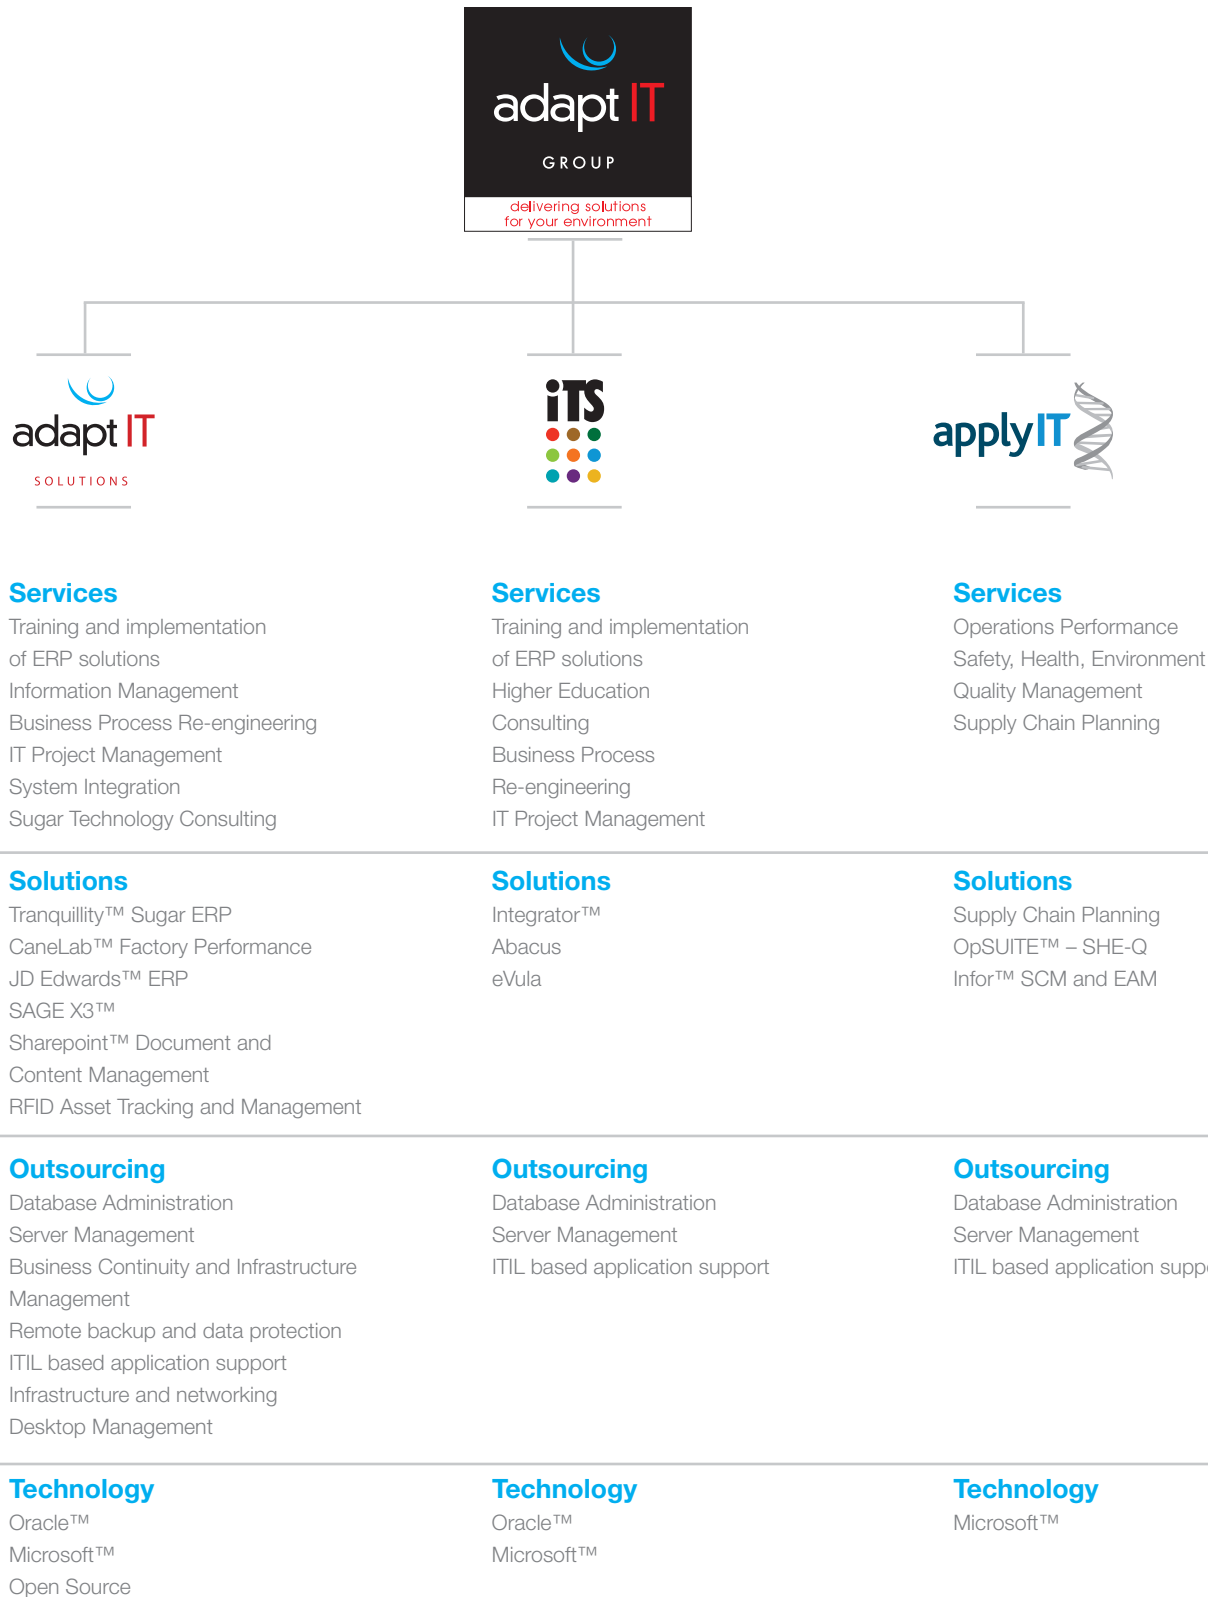 adapt IT
GROUP
delivering solutions
for your environment
adapt IT
SOLUTIONS
iTS
applyIT
Services
Training and implementation
of ERP solutions
Information Management
Business Process Re-engineering
IT Project Management
System Integration
Sugar Technology Consulting
Services
Training and implementation
of ERP solutions
Higher Education
Consulting
Business Process
Re-engineering
IT Project Management
Services
Operations Performance
Safety, Health, Environment
Quality Management
Supply Chain Planning
Solutions
Tranquillity™ Sugar ERP
CaneLab™ Factory Performance
JD Edwards™ ERP
SAGE X3™
Sharepoint™ Document and
Content Management
RFID Asset Tracking and Management
Solutions
Integrator™
Abacus
eVula
Solutions
Supply Chain Planning
OpSUITE™ – SHE-Q
Infor™ SCM and EAM
Outsourcing
Database Administration
Server Management
Business Continuity and Infrastructure
Management
Remote backup and data protection
ITIL based application support
Infrastructure and networking
Desktop Management
Outsourcing
Database Administration
Server Management
ITIL based application support
Outsourcing
Database Administration
Server Management
ITIL based application
Technology
Oracle™
Microsoft™
Open Source
Technology
Oracle™
Microsoft™
Technology
Microsoft™